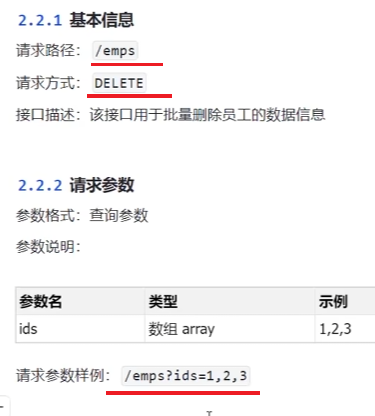 2.2.1 基本信息
请求路径： /emps
请求方式： DELETE
接口描述：该接口用于批量删除员工的数据信息
2.2.2 请求参数
参数格式：查询参数
参数说明：
参数名 类型 示例
ids 数组 array 1,2,3
请求参数样例： /emps?ids=1,2,3